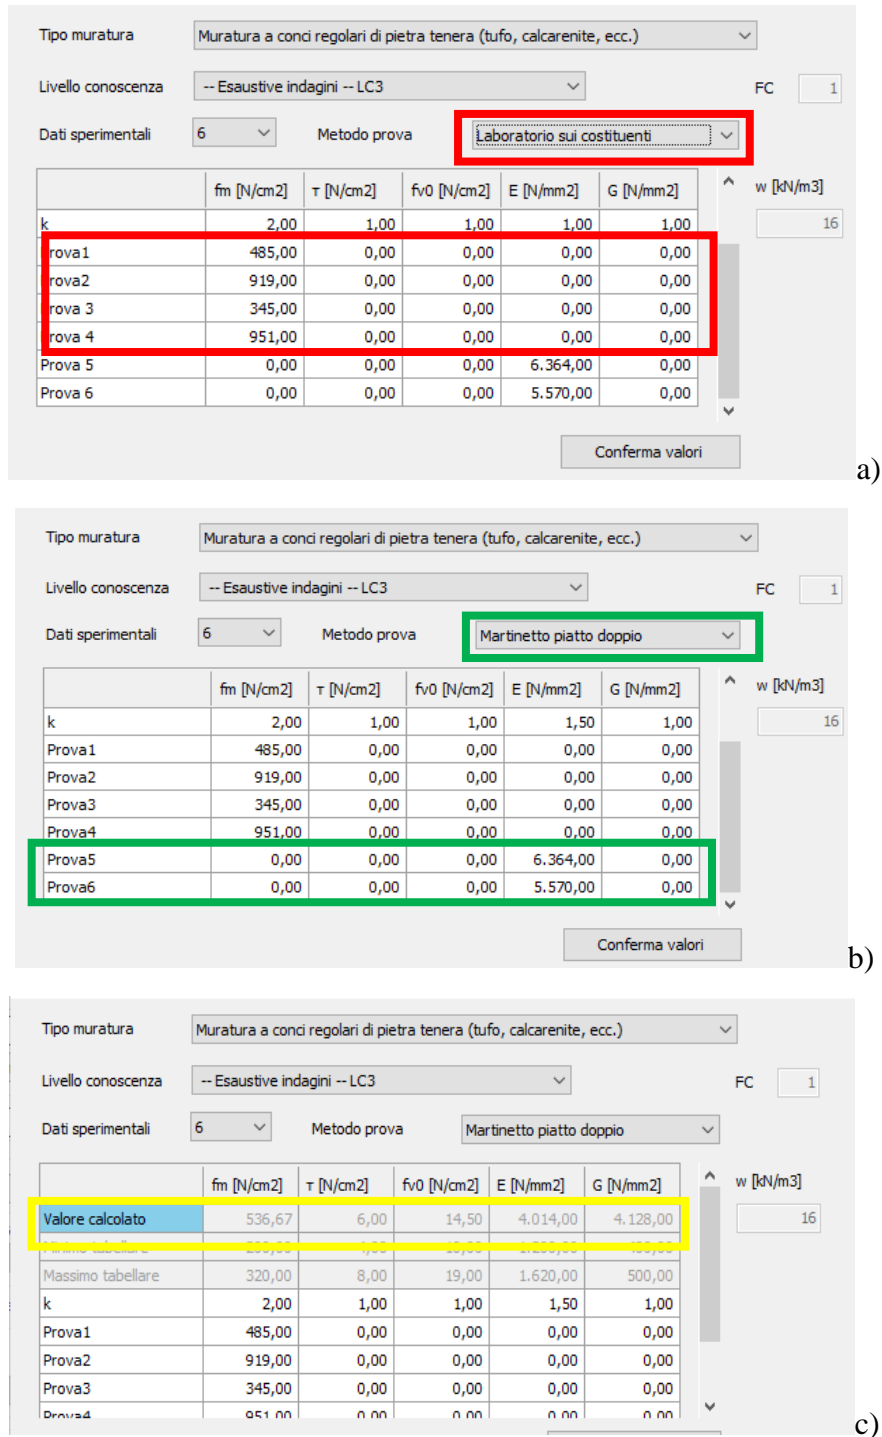 Tipo muratura Muratura a conci regolari di pietra tenera (tufo, calcarenite, ecc.)
Livello conoscenza -- Esaustive indagini -- LC3 FC 1
Dati sperimentali 6 Metodo prova Laboratorio sui costituenti
fm [N/cm2] τ [N/cm2] fv0 [N/cm2] E [N/mm2] G [N/mm2] w [kN/m3]
k 2,00 1,00 1,00 1,00 1,00 16
Prova1 485,00 0,00 0,00 0,00 0,00
Prova2 919,00 0,00 0,00 0,00 0,00
Prova 3 345,00 0,00 0,00 0,00 0,00
Prova 4 951,00 0,00 0,00 0,00 0,00
Prova 5 0,00 0,00 0,00 6.364,00 0,00
Prova 6 0,00 0,00 0,00 5.570,00 0,00
Conferma valori
a)
Tipo muratura Muratura a conci regolari di pietra tenera (tufo, calcarenite, ecc.)
Livello conoscenza -- Esaustive indagini -- LC3 FC 1
Dati sperimentali 6 Metodo prova Martinetto piatto doppio
fm [N/cm2] τ [N/cm2] fv0 [N/cm2] E [N/mm2] G [N/mm2] w [kN/m3]
k 2,00 1,00 1,00 1,50 1,00 16
Prova1 485,00 0,00 0,00 0,00 0,00
Prova2 919,00 0,00 0,00 0,00 0,00
Prova3 345,00 0,00 0,00 0,00 0,00
Prova4 951,00 0,00 0,00 0,00 0,00
Prova5 0,00 0,00 0,00 6.364,00 0,00
Prova6 0,00 0,00 0,00 5.570,00 0,00
Conferma valori
b)
Tipo muratura Muratura a conci regolari di pietra tenera (tufo, calcarenite, ecc.)
Livello conoscenza -- Esaustive indagini -- LC3 FC 1
Dati sperimentali 6 Metodo prova Martinetto piatto doppio
fm [N/cm2] τ [N/cm2] fv0 [N/cm2] E [N/mm2] G [N/mm2] w [kN/m3]
Valore calcolato 536,67 6,00 14,50 4.014,00 4.128,00 16
Minimo tabellare
Massimo tabellare 320,00 8,00 19,00 1.620,00 500,00
k 2,00 1,00 1,00 1,50 1,00
Prova1 485,00 0,00 0,00 0,00 0,00
Prova2 919,00 0,00 0,00 0,00 0,00
Prova3 345,00 0,00 0,00 0,00 0,00
Prova4 951,00 0,00 0,00 0,00 0,00
c)